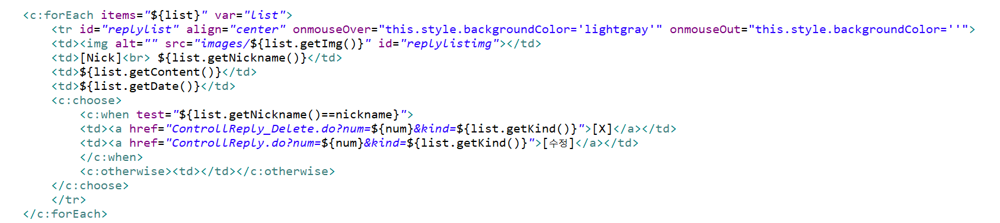 <c:forEach items="${list}" var="list">
<tr id="replylist" align="center" onmouseOver="this.style.backgroundColor='lightgray'" onmouseOut="this.style.backgroundColor=''">
<td><img alt="" src="images/${list.getImg()}" id="replylistimg"></td>
<td>[Nick]<br> ${list.getNickname()}</td>
<td>${list.getContent()}</td>
<td>${list.getDate()}</td>
<c:choose>
<c:when test="${list.getNickname()==nickname}">
<td><a href="ControllReply_Delete.do?num=${num}&kind=${list.getKind()}">[X]</a></td>
<td><a href="ControllReply.do?num=${num}&kind=${list.getKind()}">[수정]</a></td>
</c:when>
<c:otherwise><td></td></c:otherwise>
</c:choose>
</tr>
</c:forEach>